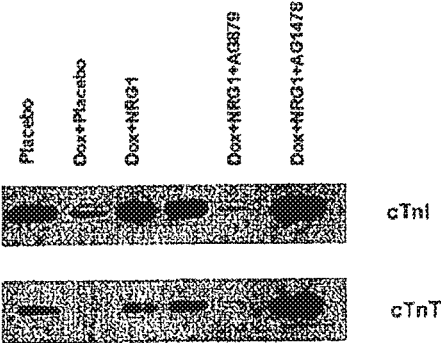 Placebo
Dox+Placebo
Dox+NRG1
Dox+NRG1+AG879
Dox+NRG1+AG1478
cTnI
cTnT